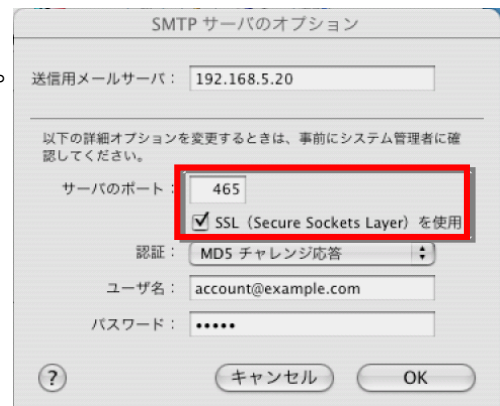 SMTP サーバのオプション
送信用メールサーバ： 192.168.5.20
以下の詳細オプションを変更するときは、事前にシステム管理者に確
認してください。
サーバのポート： 465
SSL（Secure Sockets Layer）を使用
認証： MD5 チャレンジ応答
ユーザ名： account@example.com
パスワード： •••••
? キャンセル OK